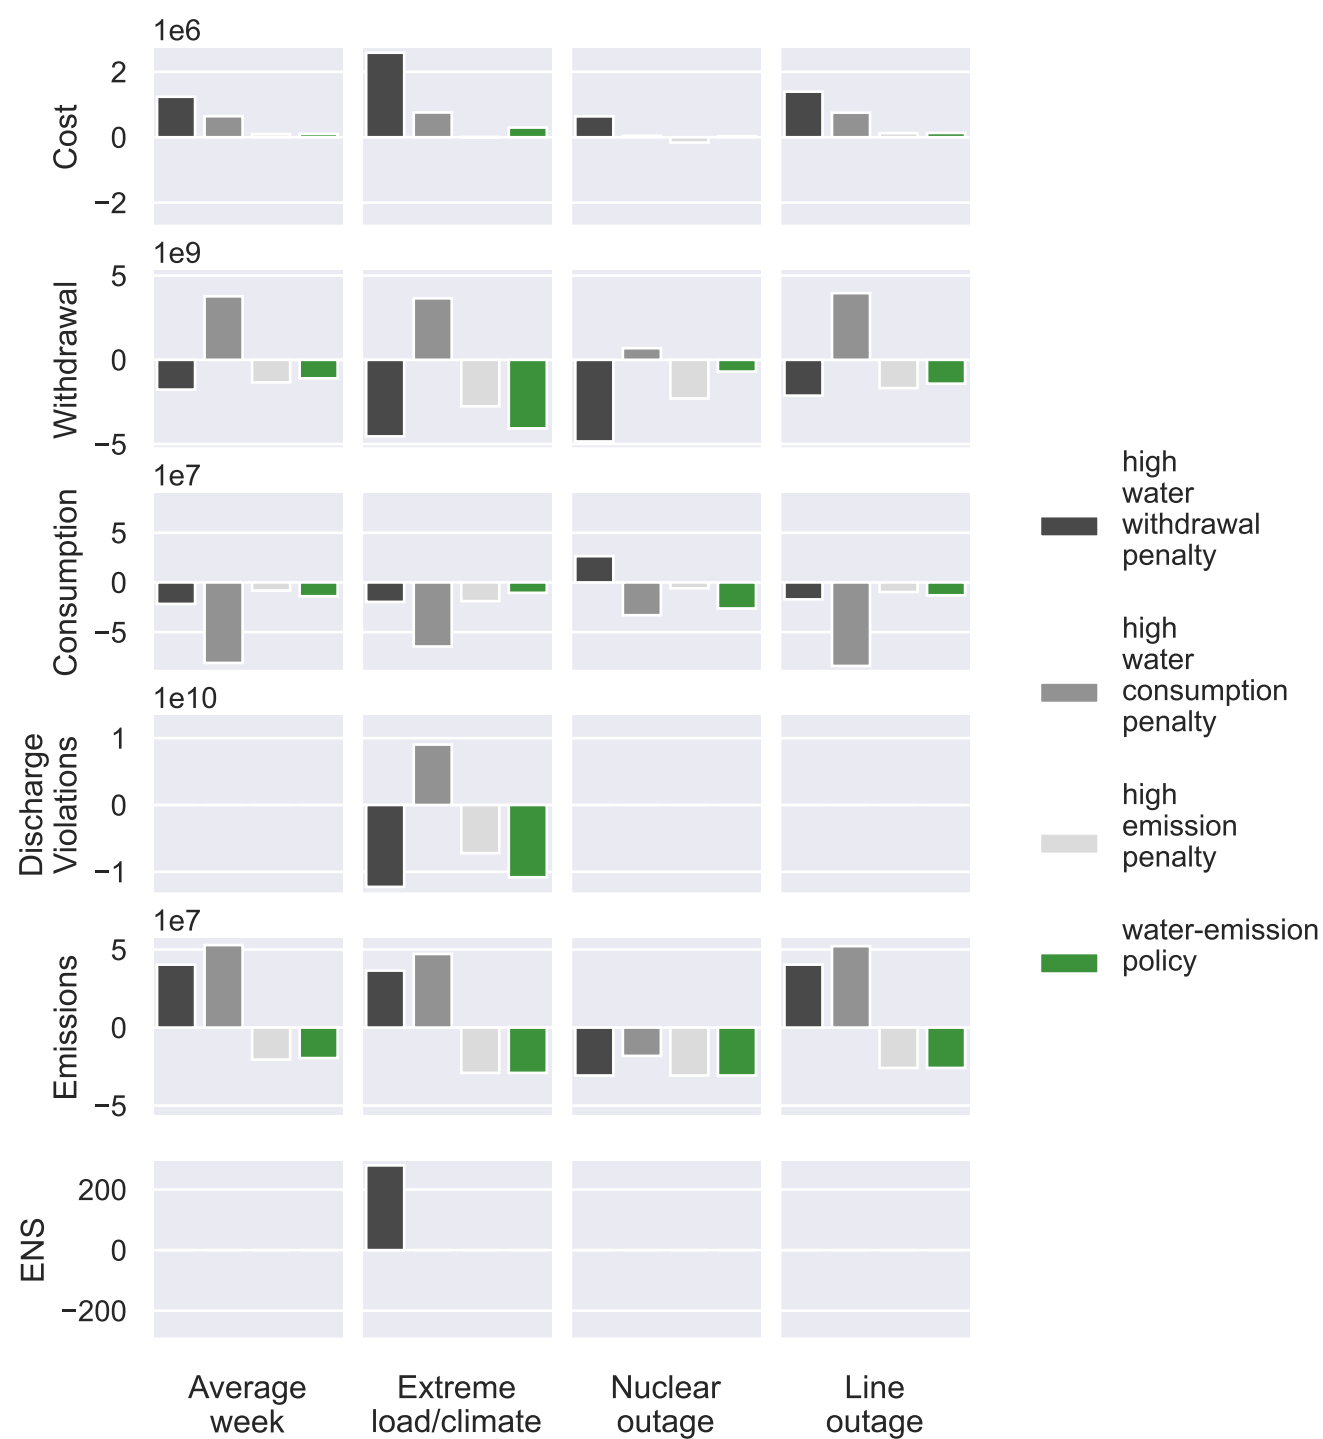 1e6
2
0
−2
Cost
1e9
5
0
−5
Withdrawal
1e7
5
0
−5
Consumption
1e10
1
0
−1
Discharge
Violations
1e7
5
0
−5
Emissions
200
0
−200
ENS
Average
week
Extreme
load/climate
Nuclear
outage
Line
outage
high
water
withdrawal
penalty
high
water
consumption
penalty
high
emission
penalty
water-emission
policy